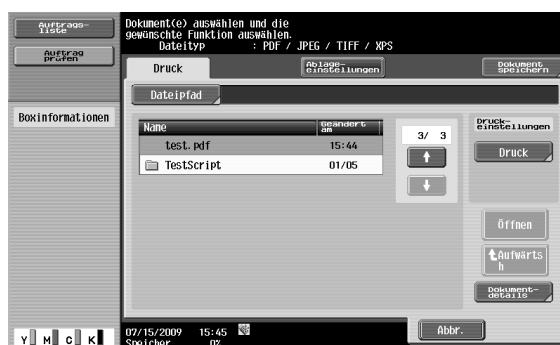 Auftrags-
liste
Auftrag
prüfen
Boxinformationen
Dokument(e) auswählen und die
gewünschte Funktion auswählen.
Dateityp : PDF / JPEG / TIFF / XPS
Druck
Ablage-
einstellungen
Dokument
speichern
Dateipfad
Name Geändert
am
test.pdf 15:44
TestScript 01/05
3/ 3
Druck-
einstellungen
Druck
Öffnen
Aufwärts
h
Dokument-
details
Abbr.
07/15/2009 15:45
Speicher 0%
Y M C K